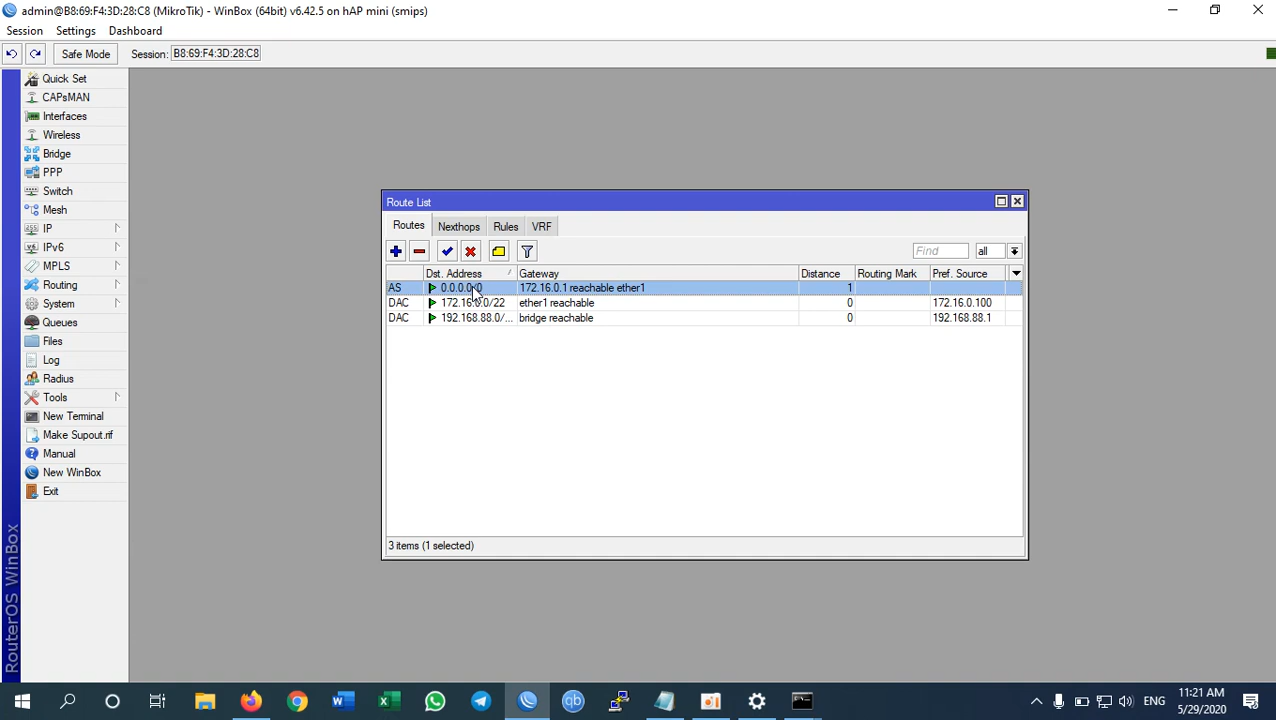 admin@B8:69:F4:3D:28:C8 (MikroTik) - WinBox (64bit) v6.42.5 on hAP mini (smips)
Session Settings Dashboard
Safe Mode Session: B8:69:F4:3D:28:C8
Quick Set
CAPsMAN
Interfaces
Wireless
Bridge
PPP
Switch
Mesh
IP
IPv6
MPLS
Routing
System
Queues
Files
Log
Radius
Tools
New Terminal
Make Supout.rif
Manual
New WinBox
Exit
RouterOS WinBox
Route List
Routes Nexthops Rules VRF
Find all
Dst. Address Gateway Distance Routing Mark Pref. Source
AS 172.16.0.1 reachable ether1 1
DAC ether1 reachable 0 172.16.0.100
DAC 192.168.88.0/... bridge reachable 0 192.168.88.1
3 items (1 selected)
ENG
11:21 AM
5/29/2020